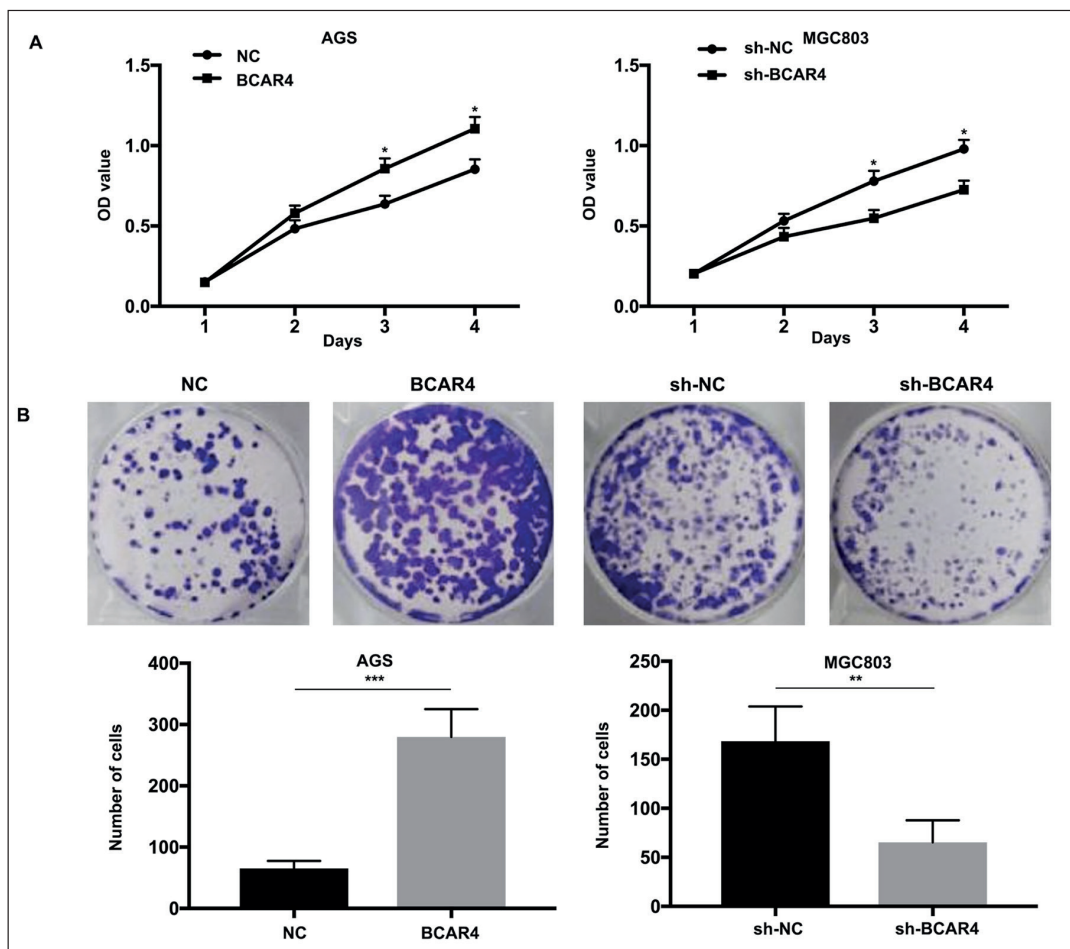 A
AGS
NC
BCAR4
1.5
1.0
0.5
0.0
OD value
*
*
1 2 3 4
Days
MGC803
sh-NC
sh-BCAR4
1.5
1.0
0.5
0.0
OD value
*
*
1 2 3 4
Days
B
NC BCAR4 sh-NC sh-BCAR4
AGS
***
400
300
200
100
0
Number of cells
NC BCAR4
MGC803
**
250
200
150
100
50
0
Number of cells
sh-NC sh-BCAR4